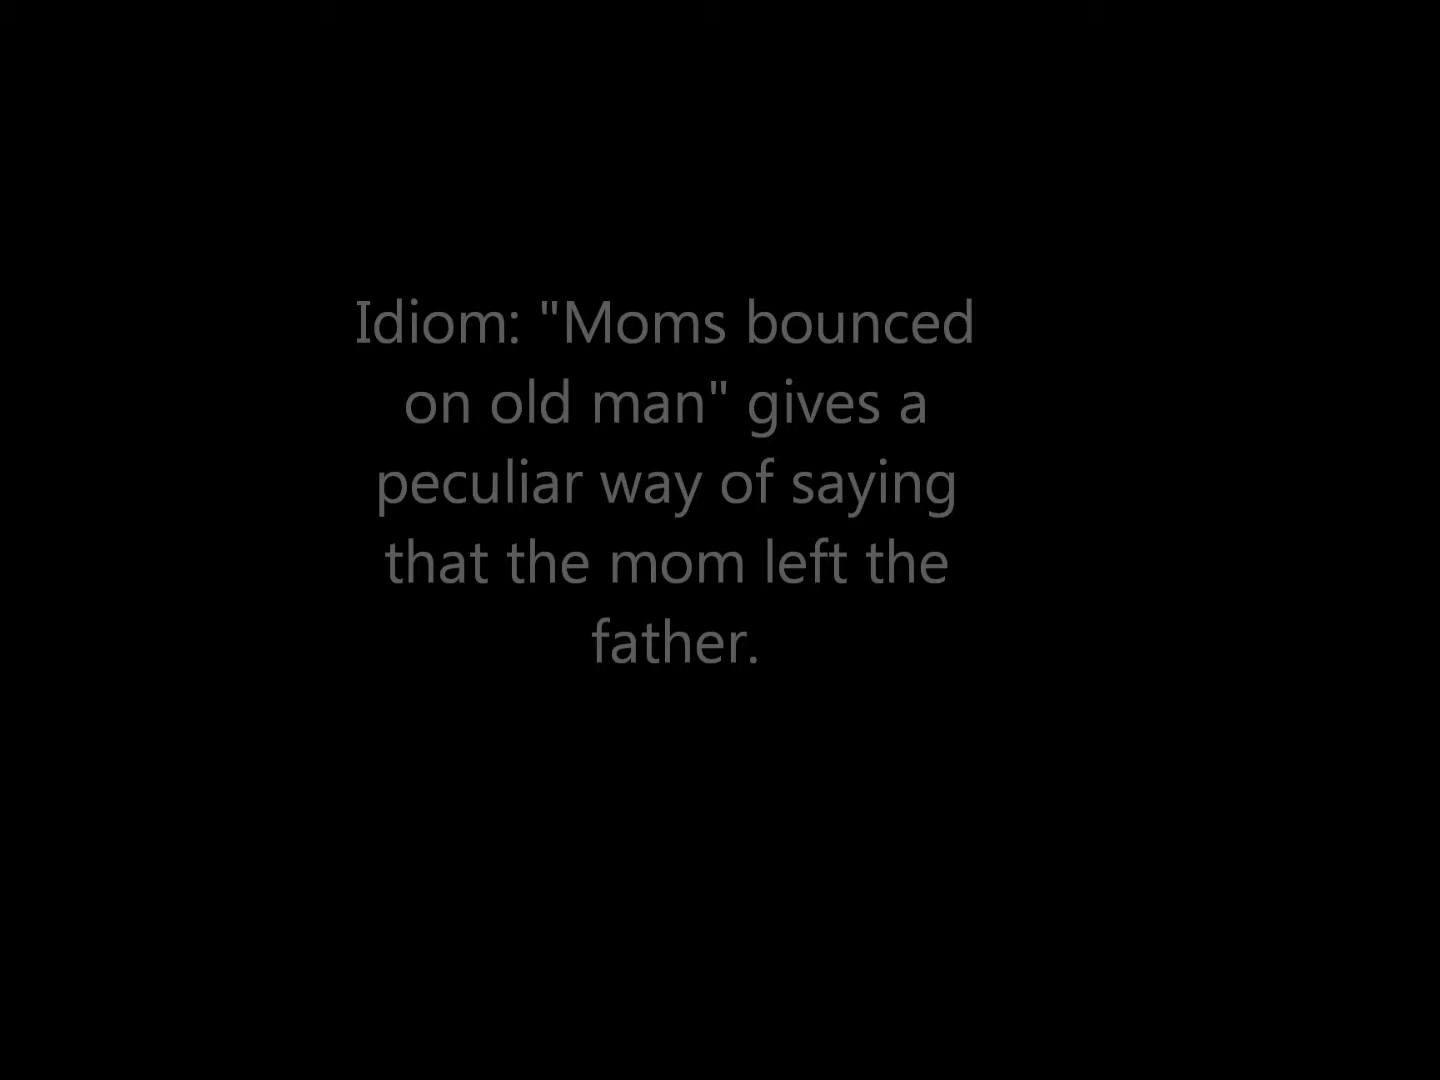 Idiom: "Moms bounced
on old man" gives a
peculiar way of saying
that the mom left the
father.